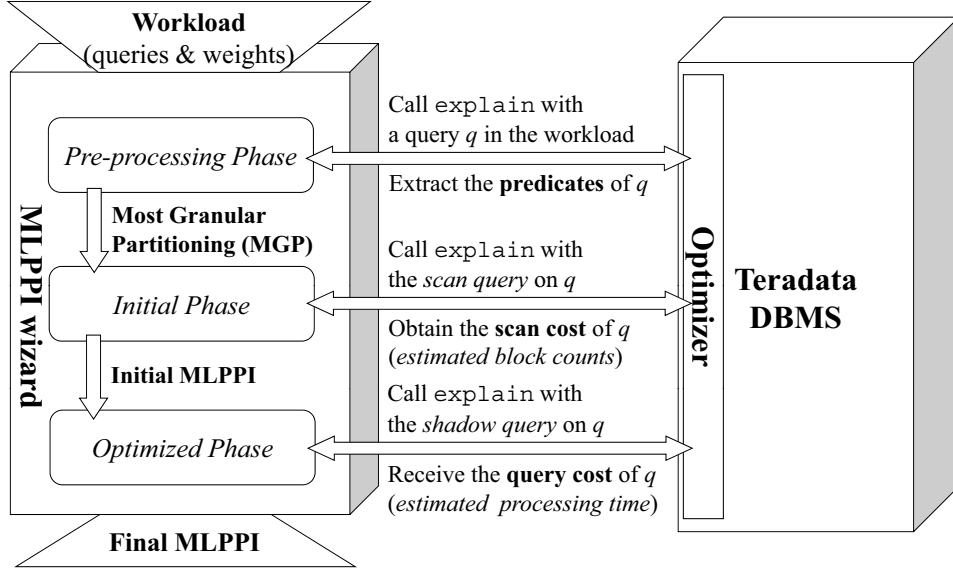 Workload
(queries & weights)
MLPPI wizard
Pre-processing Phase
Most Granular
Partitioning (MGP)
Initial Phase
Initial MLPPI
Optimized Phase
Final MLPPI
Call explain with
a query q in the workload
Extract the predicates of q
Call explain with
the scan query on q
Obtain the scan cost of q
(estimated block counts)
Call explain with
the shadow query on q
Receive the query cost of q
(estimated processing time)
Optimizer
Teradata
DBMS